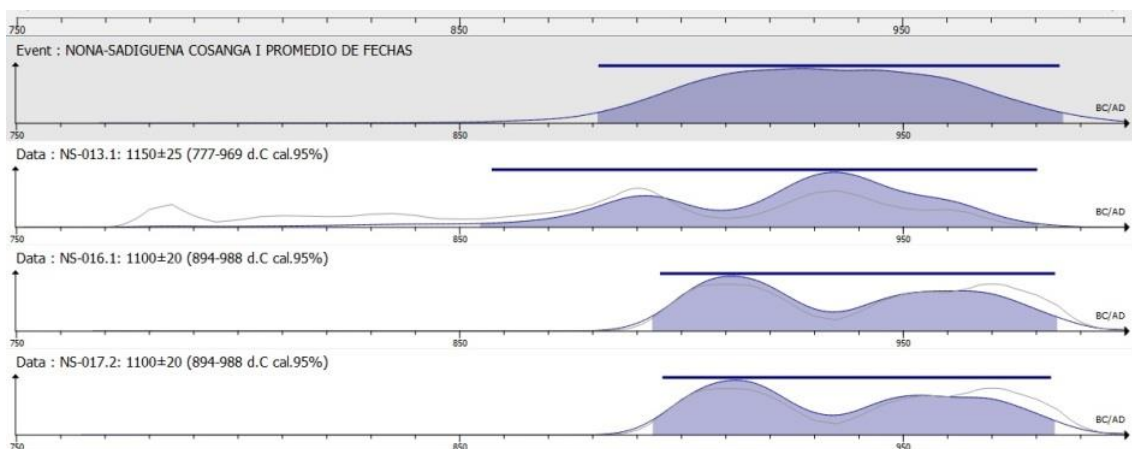 750 850 950
Event : NONA-SADIGUENA COSANGA I PROMEDIO DE FECHAS
BC/AD
750 850 950
Data : NS-013.1: 1150±25 (777-969 d.C cal.95%)
BC/AD
750 850 950
Data : NS-016.1: 1100±20 (894-988 d.C cal.95%)
BC/AD
750 850 950
Data : NS-017.2: 1100±20 (894-988 d.C cal.95%)
BC/AD
750 850 950